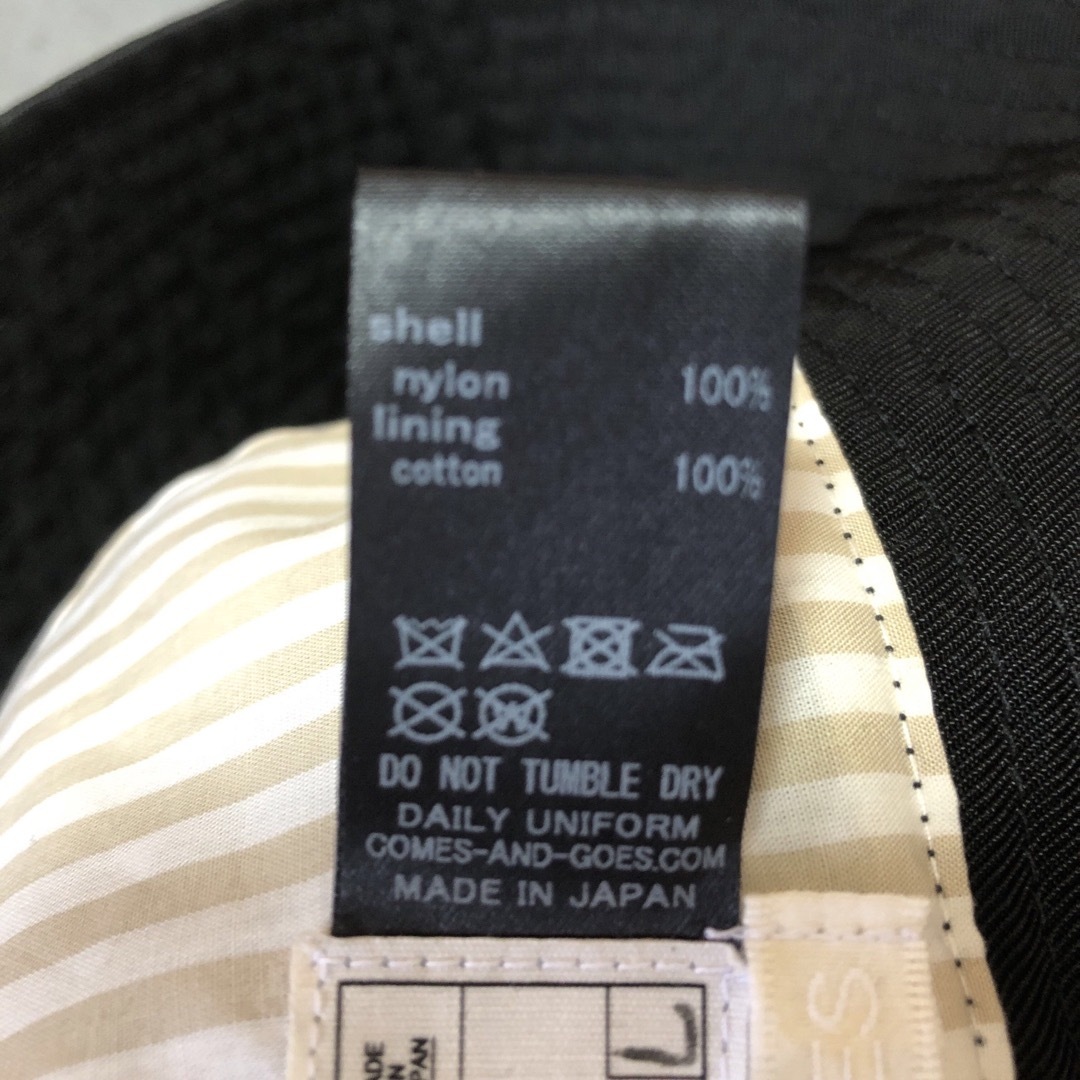 shell
nylon 100%
lining
cotton 100%
W
DO NOT TUMBLE DRY
DAILY UNIFORM
COMES-AND-GOES.COM
MADE IN JAPAN
L